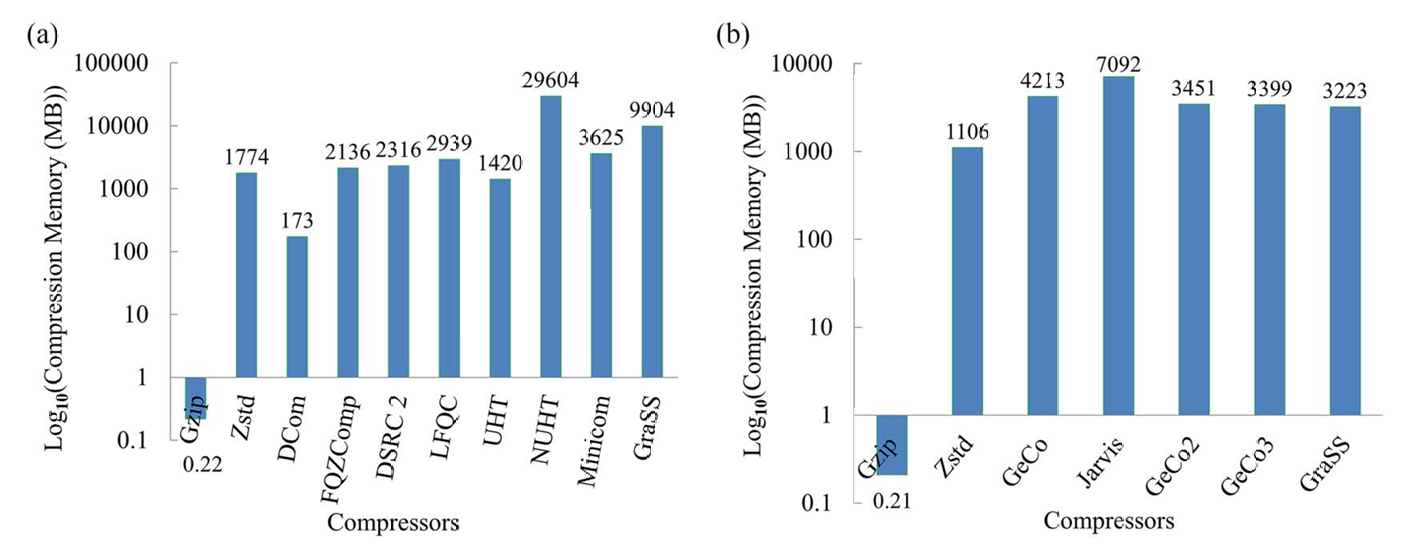 (a)
Log10(Compression Memory (MB))
100000
10000
1000
100
10
1
0.1
0.22
1774
173
2136
2316
2939
1420
29604
3625
9904
Gzip
Zstd
DCom
FQZComp
DSRC 2
LFQC
UHT
NUHT
Minicom
GraSS
Compressors
(b)
Log10(Compression Memory (MB))
10000
1000
100
10
1
0.1
0.21
1106
4213
7092
3451
3399
3223
Gzip
Zstd
GeCo
Jarvis
GeCo2
GeCo3
GraSS
Compressors